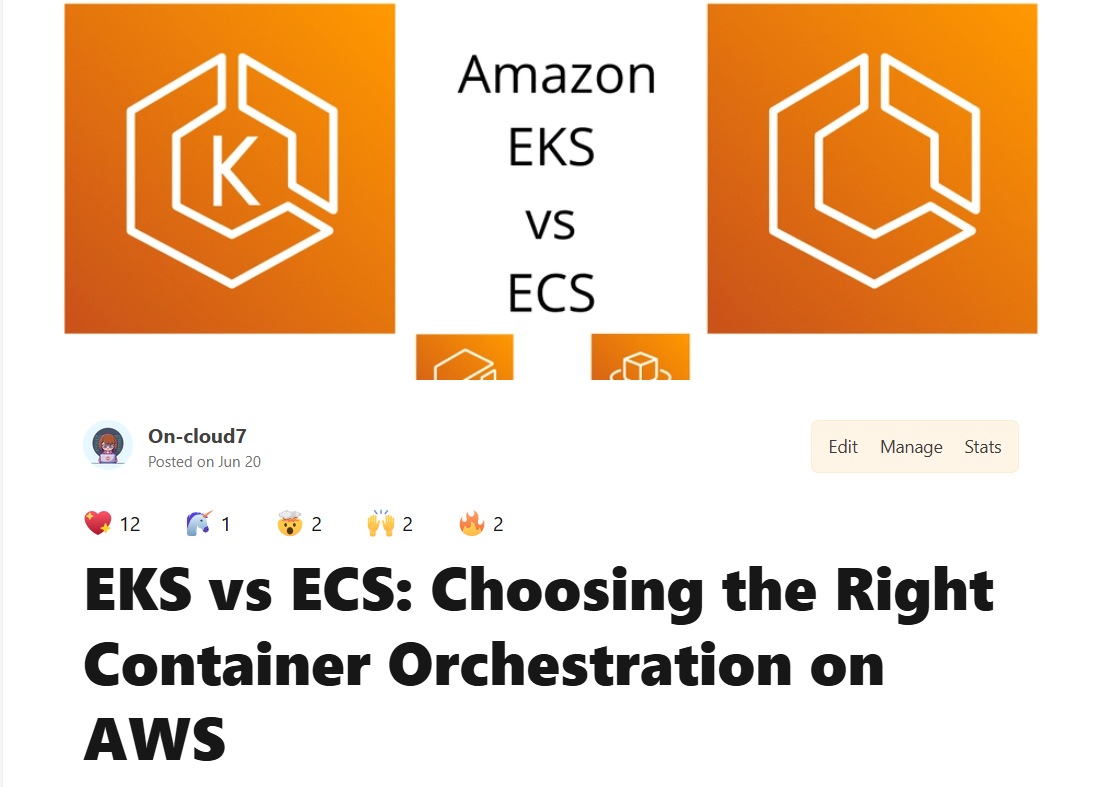 K
Amazon
EKS
vs
ECS
On-cloud7
Posted on Jun 20
Edit Manage Stats
12 1 2 2 2
EKS vs ECS: Choosing the Right
Container Orchestration on
AWS